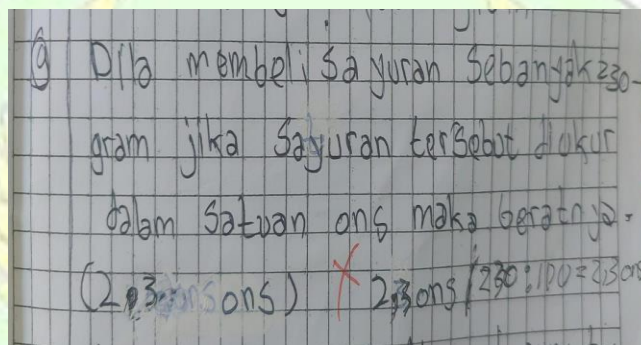 9 Dila membeli sayuran sebanyak 230
gram jika sayuran tersebut diukur
dalam satuan ons maka beratnya.
(2,3 ons) X 2,3 ons / 230 : 100 = 2,30 ons